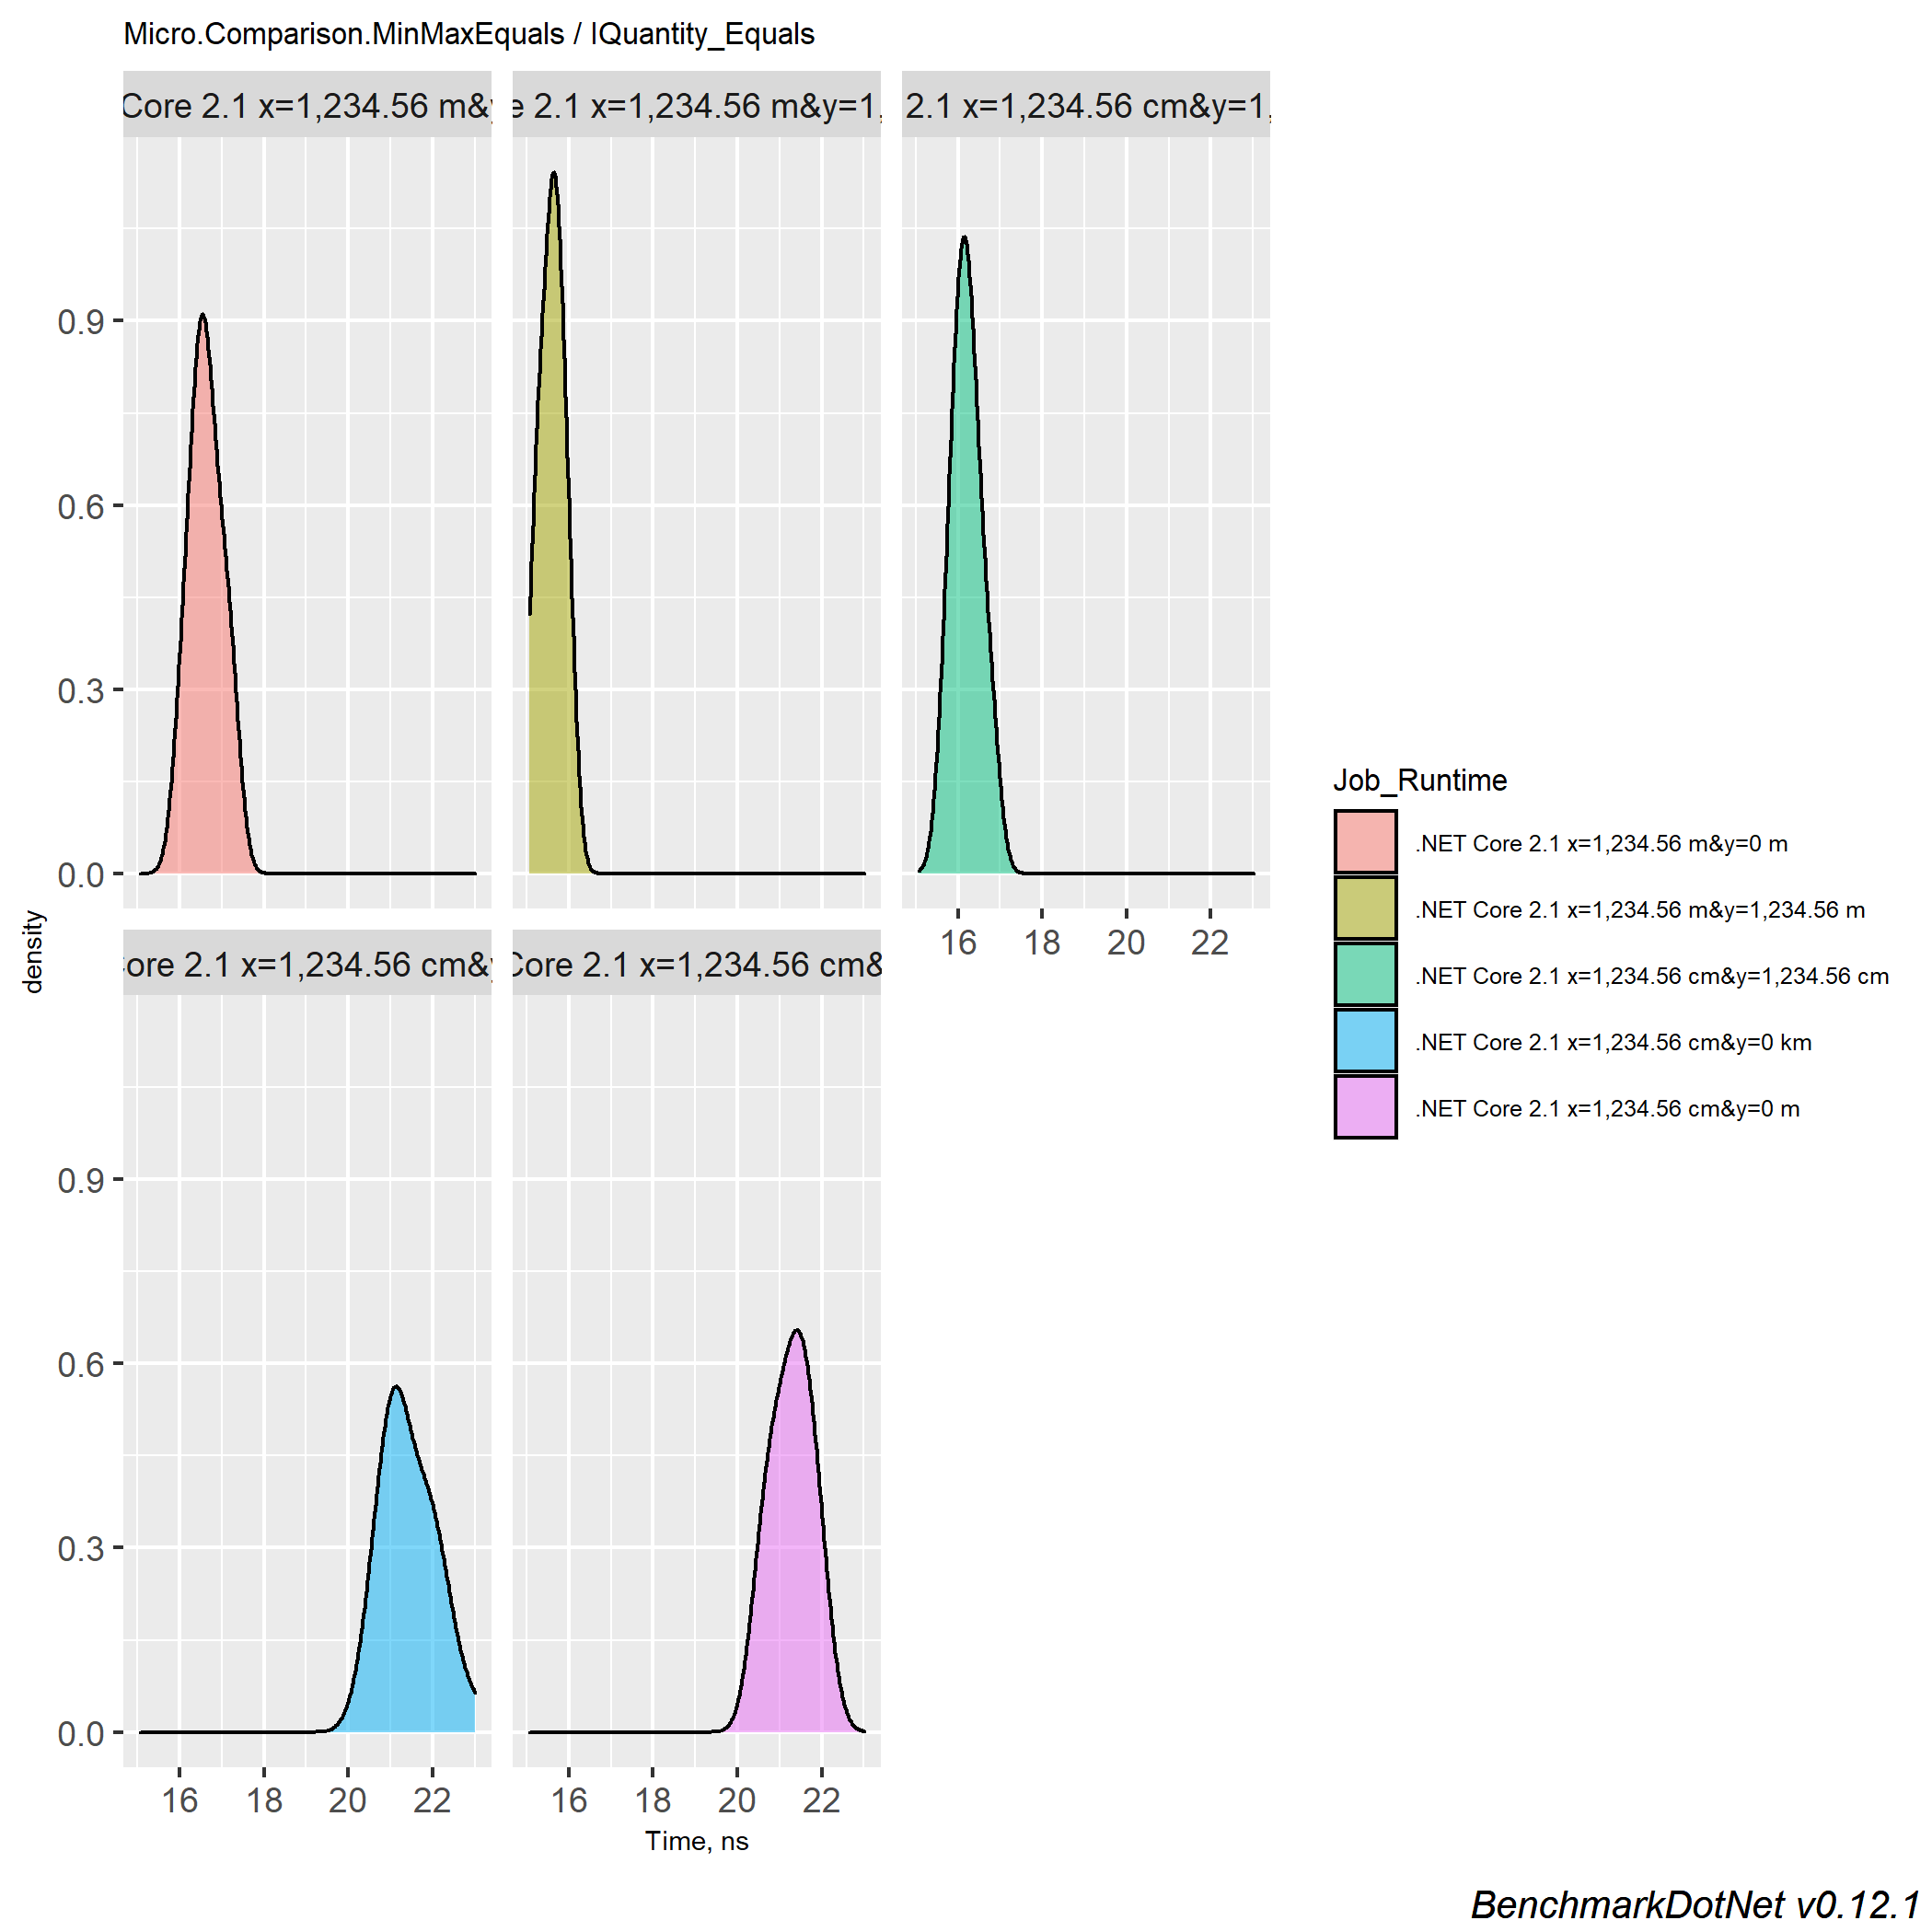 Micro.Comparison.MinMaxEquals / IQuantity_Equals
Core 2.1 x=1,234.56 m&y
e 2.1 x=1,234.56 m&y=1,
2.1 x=1,234.56 cm&y=1,
0.9
0.6
0.3
0.0
16 18 20 22
Core 2.1 x=1,234.56 cm&y
Core 2.1 x=1,234.56 cm&
0.9
0.6
0.3
0.0
16 18 20 22
16 18 20 22
Time, ns
density
Job_Runtime
.NET Core 2.1 x=1,234.56 m&y=0 m
.NET Core 2.1 x=1,234.56 m&y=1,234.56 m
.NET Core 2.1 x=1,234.56 cm&y=1,234.56 cm
.NET Core 2.1 x=1,234.56 cm&y=0 km
.NET Core 2.1 x=1,234.56 cm&y=0 m
BenchmarkDotNet v0.12.1